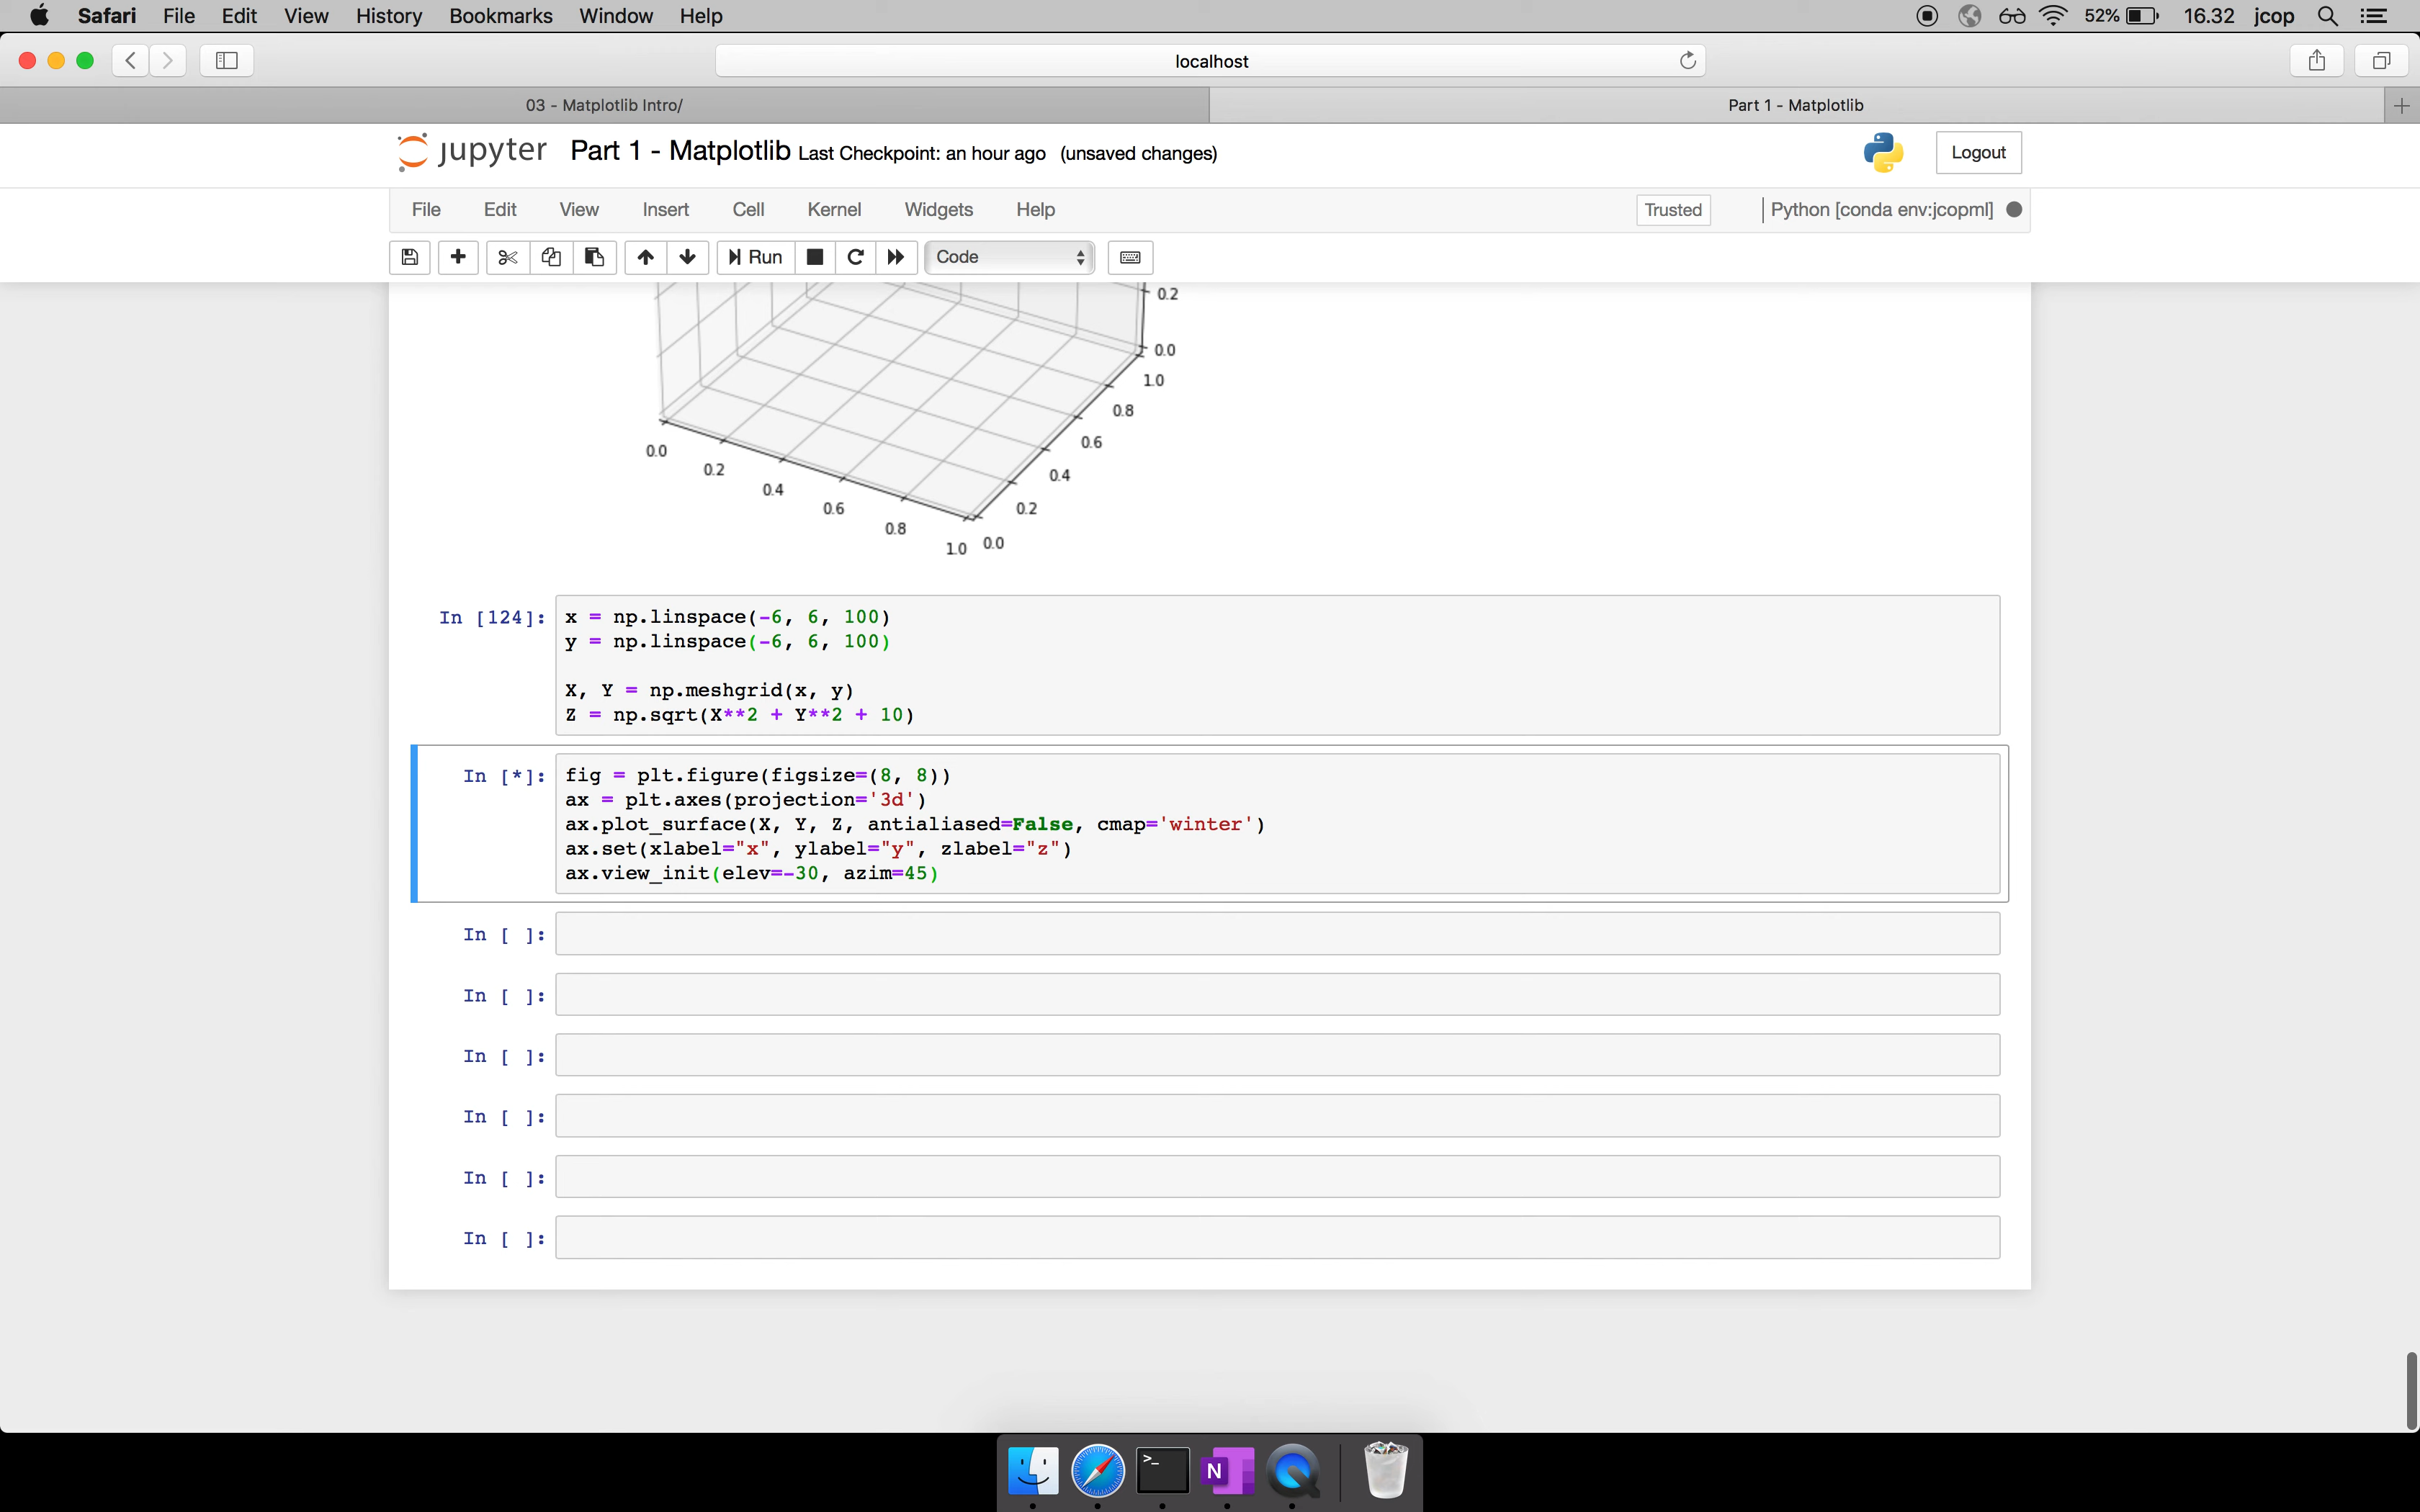 Safari File Edit View History Bookmarks Window Help 52% 16.32 jcop
localhost
03 - Matplotlib Intro/ Part 1 - Matplotlib
jupyter Part 1 - Matplotlib Last Checkpoint: an hour ago (unsaved changes) Logout
File Edit View Insert Cell Kernel Widgets Help Trusted Python [conda env:jcopml]
Run Code
0.2
0.0
1.0
0.8
0.6
0.0
0.2 0.4
0.4
0.6 0.2
0.8
1.0 0.0
In [124]: x = np.linspace(-6, 6, 100)
y = np.linspace(-6, 6, 100)
X, Y = np.meshgrid(x, y)
Z = np.sqrt(X**2 + Y**2 + 10)
In [*]: fig = plt.figure(figsize=(8, 8))
ax = plt.axes(projection='3d')
ax.plot_surface(X, Y, Z, antialiased=False, cmap='winter')
ax.set(xlabel="x", ylabel="y", zlabel="z")
ax.view_init(elev=-30, azim=45)
In [ ]:
In [ ]:
In [ ]:
In [ ]:
In [ ]:
In [ ]:
>_ N